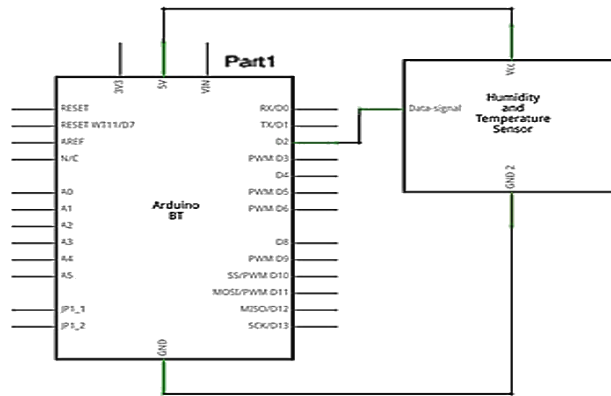 Part1
3V3
5V
VIN
Vcc
RESET
RESET WT11/D7
AREF
N/C
A0
A1
A2
A3
A4
A5
JP1_1
JP1_2
Arduino
BT
RX/D0
TX/D1
D2
PWM D3
D4
PWM D5
PWM D6
D8
PWM D9
SS/PWM D10
MOSI/PWM D11
MISO/D12
SCK/D13
GND
Data-signal
Humidity
and
Temperature
Sensor
GND 2